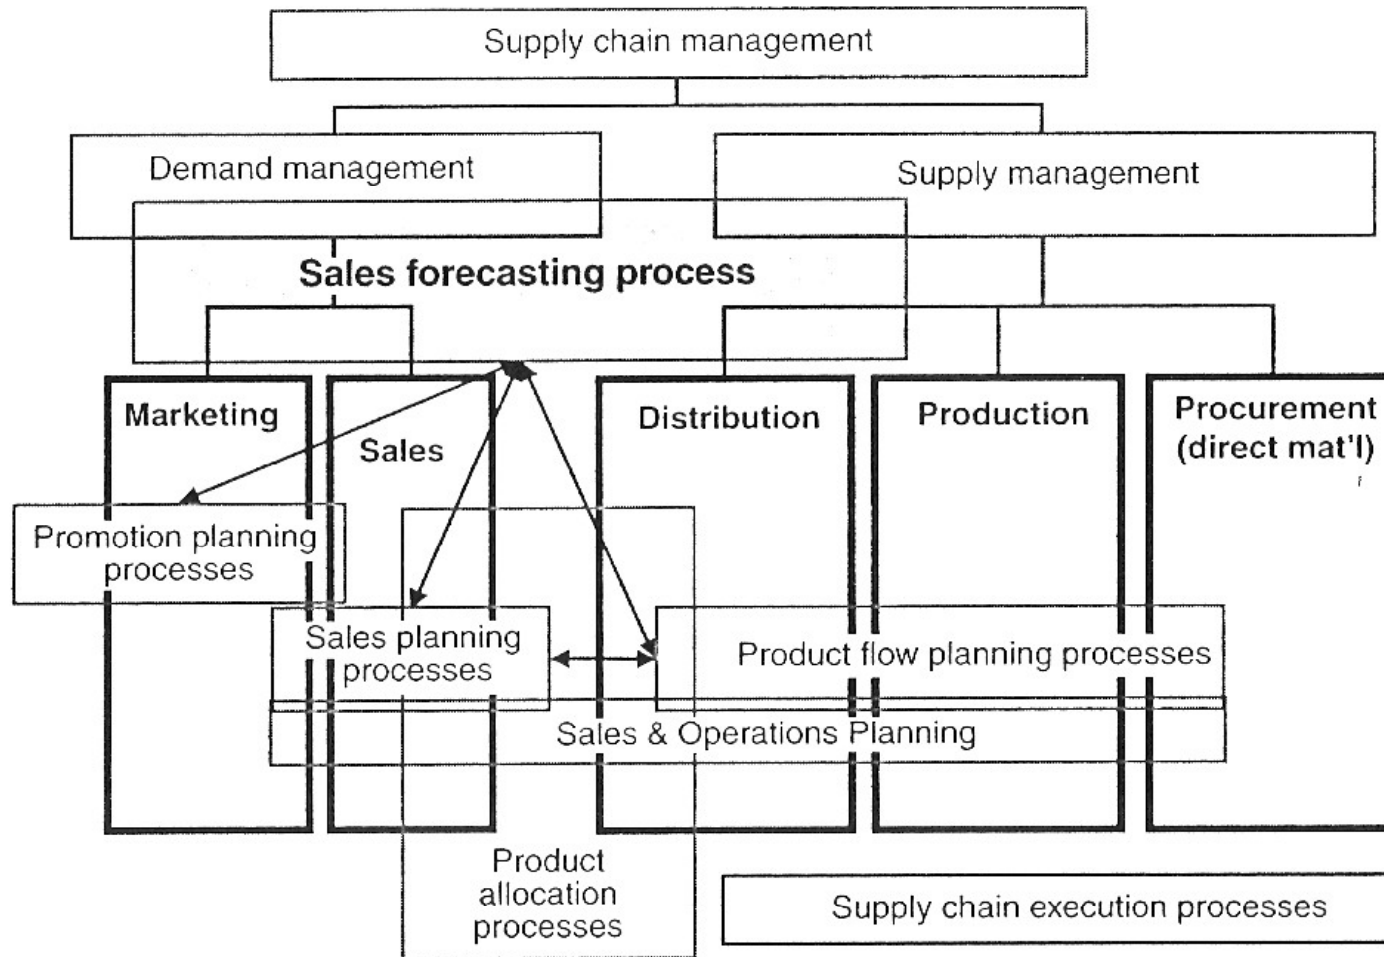 Supply chain management
Demand management
Supply management
Sales forecasting process
Marketing
Sales
Distribution
Production
Procurement
(direct mat'l)
Promotion planning
processes
Sales planning
processes
Product flow planning processes
Sales & Operations Planning
Product
allocation
processes
Supply chain execution processes